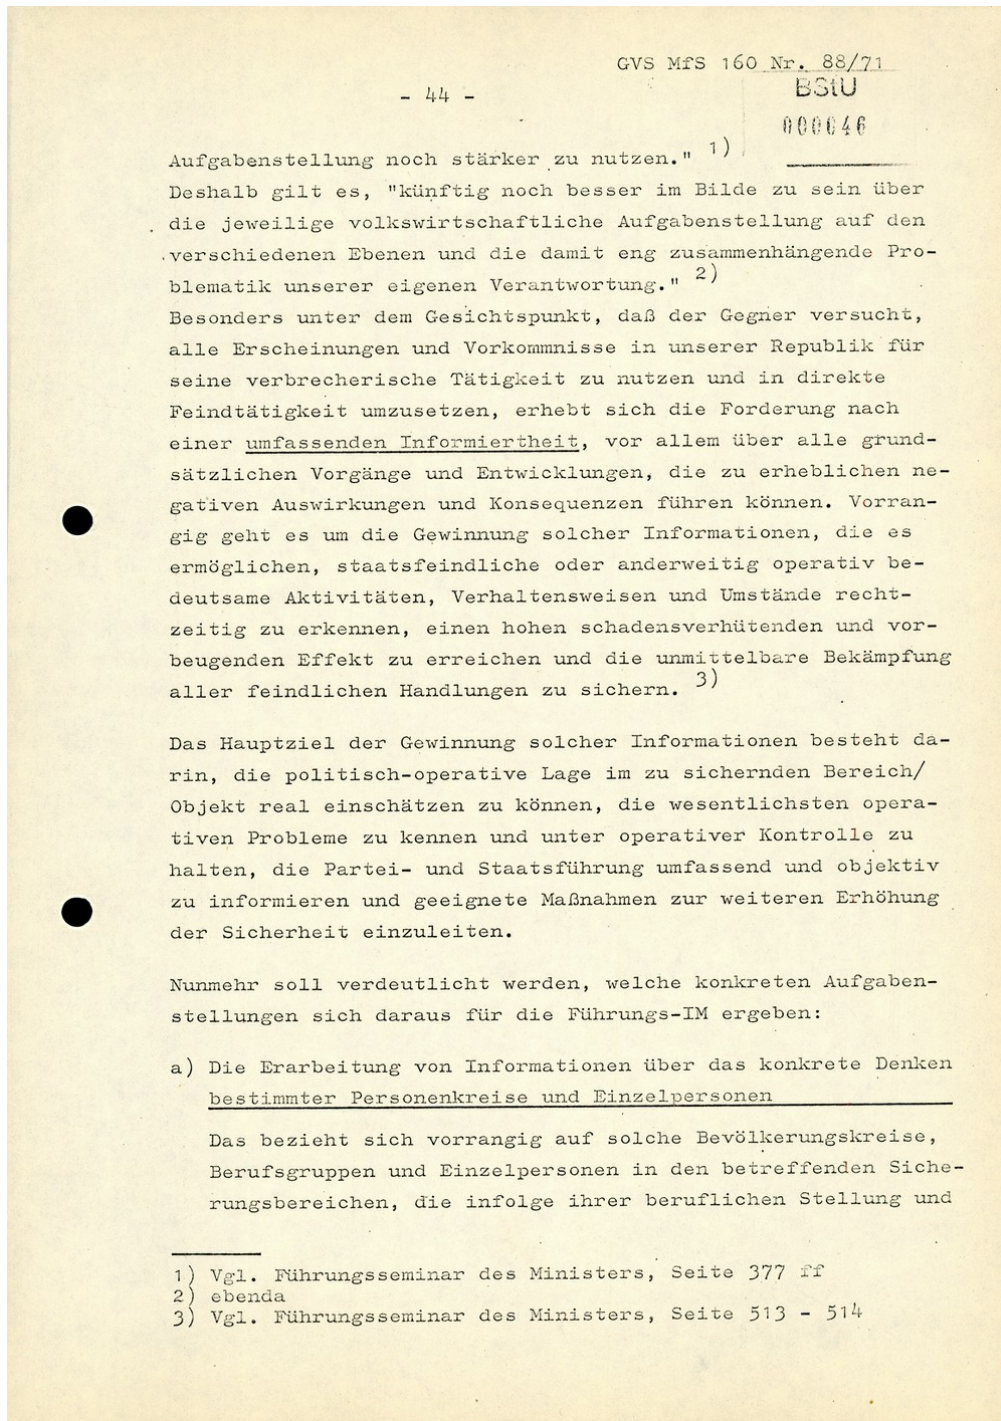 GVS MfS 160 Nr. 88/71
BStU
000046
- 44 -
Aufgabenstellung noch stärker zu nutzen." 1)
Deshalb gilt es, "künftig noch besser im Bilde zu sein über
die jeweilige volkswirtschaftliche Aufgabenstellung auf den
verschiedenen Ebenen und die damit eng zusammenhängende Pro-
blematik unserer eigenen Verantwortung." 2)
Besonders unter dem Gesichtspunkt, daß der Gegner versucht,
alle Erscheinungen und Vorkommnisse in unserer Republik für
seine verbrecherische Tätigkeit zu nutzen und in direkte
Feindtätigkeit umzusetzen, erhebt sich die Forderung nach
einer umfassenden Informiertheit, vor allem über alle grund-
sätzlichen Vorgänge und Entwicklungen, die zu erheblichen ne-
gativen Auswirkungen und Konsequenzen führen können. Vorran-
gig geht es um die Gewinnung solcher Informationen, die es
ermöglichen, staatsfeindliche oder anderweitig operativ be-
deutsame Aktivitäten, Verhaltensweisen und Umstände recht-
zeitig zu erkennen, einen hohen schadensverhütenden und vor-
beugenden Effekt zu erreichen und die unmittelbare Bekämpfung
aller feindlichen Handlungen zu sichern. 3)
Das Hauptziel der Gewinnung solcher Informationen besteht da-
rin, die politisch-operative Lage im zu sichernden Bereich/
Objekt real einschätzen zu können, die wesentlichsten opera-
tiven Probleme zu kennen und unter operativer Kontrolle zu
halten, die Partei- und Staatsführung umfassend und objektiv
zu informieren und geeignete Maßnahmen zur weiteren Erhöhung
der Sicherheit einzuleiten.
Nunmehr soll verdeutlicht werden, welche konkreten Aufgaben-
stellungen sich daraus für die Führungs-IM ergeben:
a) Die Erarbeitung von Informationen über das konkrete Denken
bestimmter Personenkreise und Einzelpersonen
Das bezieht sich vorrangig auf solche Bevölkerungskreise,
Berufsgruppen und Einzelpersonen in den betreffenden Siche-
rungsbereichen, die infolge ihrer beruflichen Stellung und
1) Vgl. Führungsseminar des Ministers, Seite 377 ff
2) ebenda
3) Vgl. Führungsseminar des Ministers, Seite 513 - 514